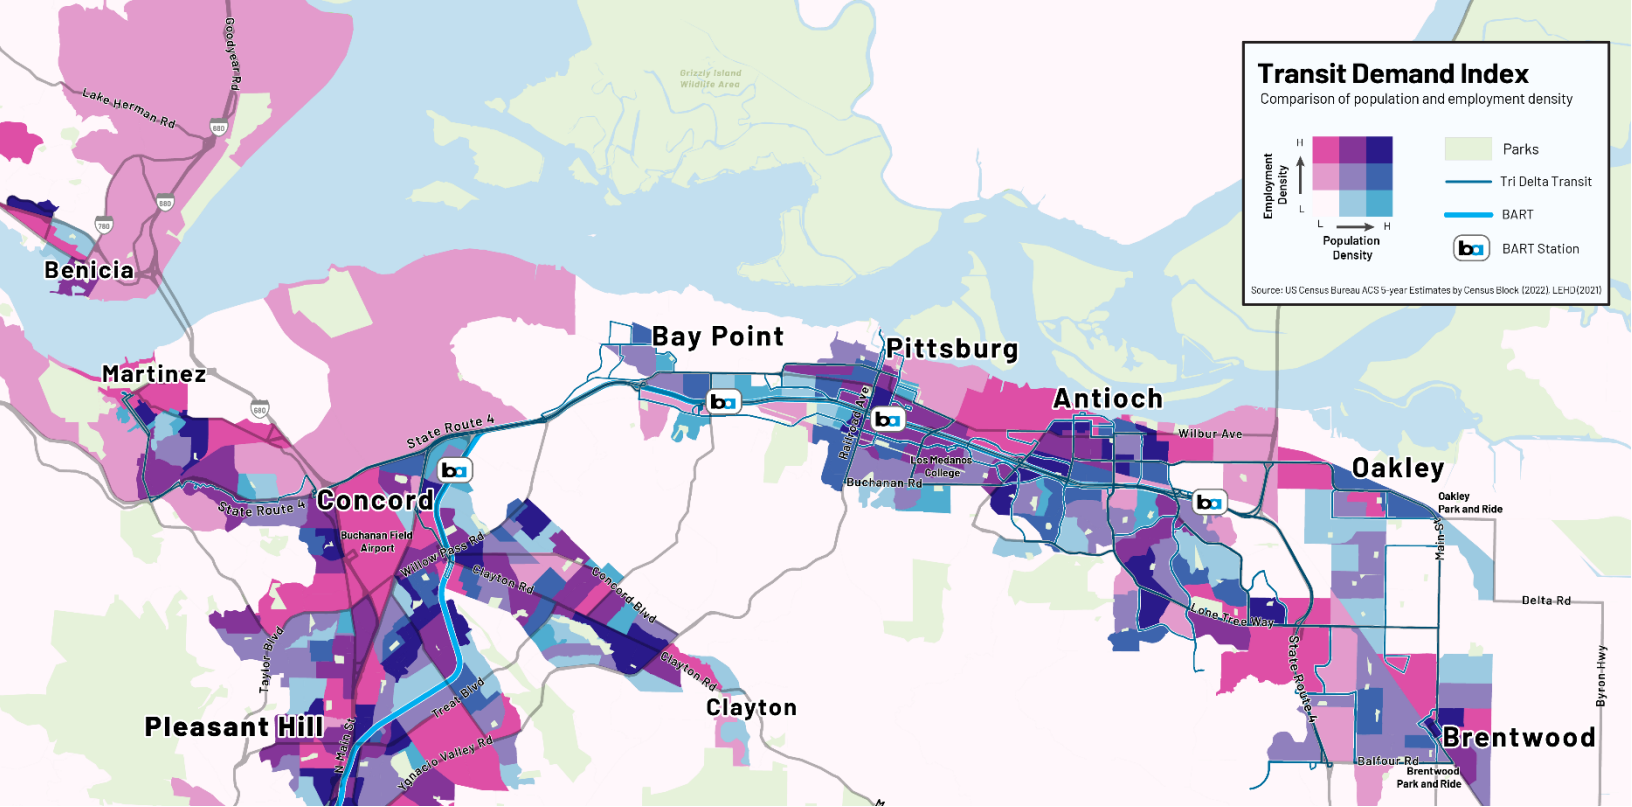 Transit Demand Index
Comparison of population and employment density
H
Employment
Density
L
L
H
Population
Density
Parks
Tri Delta Transit
BART
ba
BART Station
Source: US Census Bureau ACS 5-year Estimates by Census Block (2022), LEHD (2021)
Goodyear Rd
Lake Herman Rd
680
680
780
Benicia
Grizzly Island
Wildlife Area
Martinez
680
State Route 4
Bay Point
Pittsburg
Antioch
ba
ba
Railroad Ave
Wilbur Ave
Los Medanos
College
Buchanan Rd
ba
Oakley
Oakley
Park and Ride
ba
Concord
State Route 4
Buchanan Field
Airport
Willow Pass Rd
Clayton Rd
Concord Blvd
Main St
Delta Rd
Lone Tree Way
State Route 4
Byron Hwy
Taylor Blvd
Clayton Rd
Treat Blvd
Clayton
Pleasant Hill
N Main St
Ygnacio Valley Rd
Brentwood
Balfour Rd
Brentwood
Park and Ride